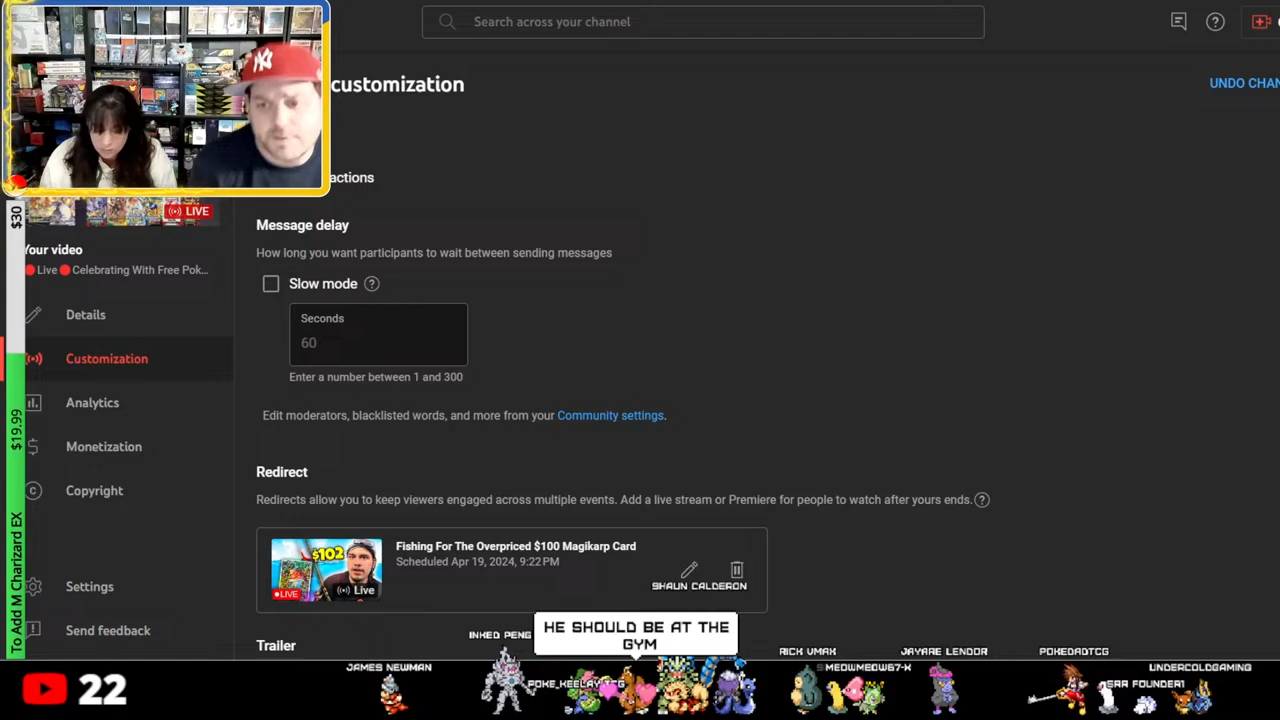 Search across your channel
customization
UNDO CHAN
actions
LIVE
$30
Your video
Live Celebrating With Free Pok...
Details
Customization
Analytics
Monetization
Copyright
Settings
Send feedback
$19.99
To Add M Charizard EX
Message delay
How long you want participants to wait between sending messages
Slow mode
Seconds
60
Enter a number between 1 and 300
Edit moderators, blacklisted words, and more from your Community settings.
Redirect
Redirects allow you to keep viewers engaged across multiple events. Add a live stream or Premiere for people to watch after yours ends.
$102
LIVE
Live
Fishing For The Overpriced $100 Magikarp Card
Scheduled Apr 19, 2024, 9:22 PM
SHAUN CALDERON
Trailer
HE SHOULD BE AT THE
GYM
INKED PENG
JAMES NEWMAN
POKE_KEELAY_TCG
RICK VMAX
MEOWMEOW67-X
JAYARE LENDOR
POKEDADTCG
UNDERCOLDGAMING
FOUNDER1
22